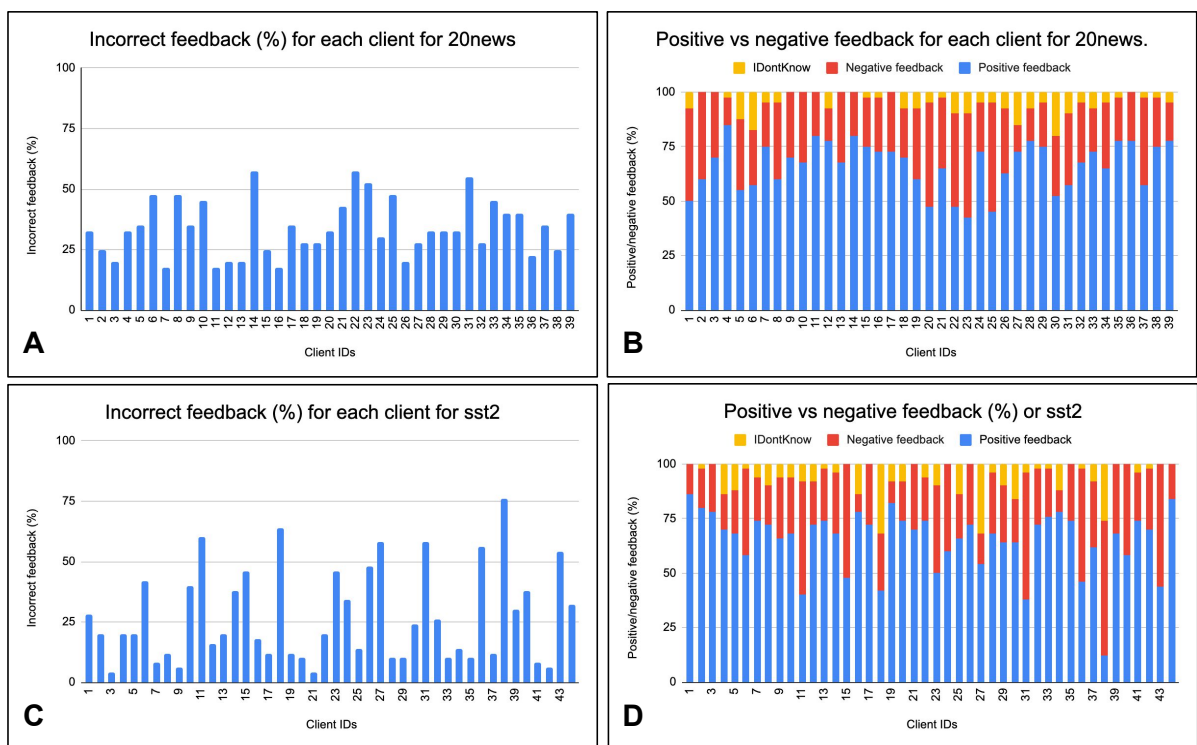 Incorrect feedback (%) for each client for 20news
100
75
50
25
0
Incorrect feedback (%)
1 2 3 4 5 6 7 8 9 10 11 12 13 14 15 16 17 18 19 20 21 22 23 24 25 26 27 28 29 30 31 32 33 34 35 36 37 38 39
Client IDs
A
Positive vs negative feedback for each client for 20news.
IDontKnow Negative feedback Positive feedback
100
75
50
25
0
Positive/negative feedback (%)
1 2 3 4 5 6 7 8 9 10 11 12 13 14 15 16 17 18 19 20 21 22 23 24 25 26 27 28 29 30 31 32 33 34 35 36 37 38 39
Client IDs
B
Incorrect feedback (%) for each client for sst2
100
75
50
25
0
Incorrect feedback (%)
1 3 5 7 9 11 13 15 17 19 21 23 25 27 29 31 33 35 37 39 41 43
Client IDs
C
Positive vs negative feedback (%) or sst2
IDontKnow Negative feedback Positive feedback
100
75
50
25
0
Positive/negative feedback (%)
1 3 5 7 9 11 13 15 17 19 21 23 25 27 29 31 33 35 37 39 41 43
Client IDs
D